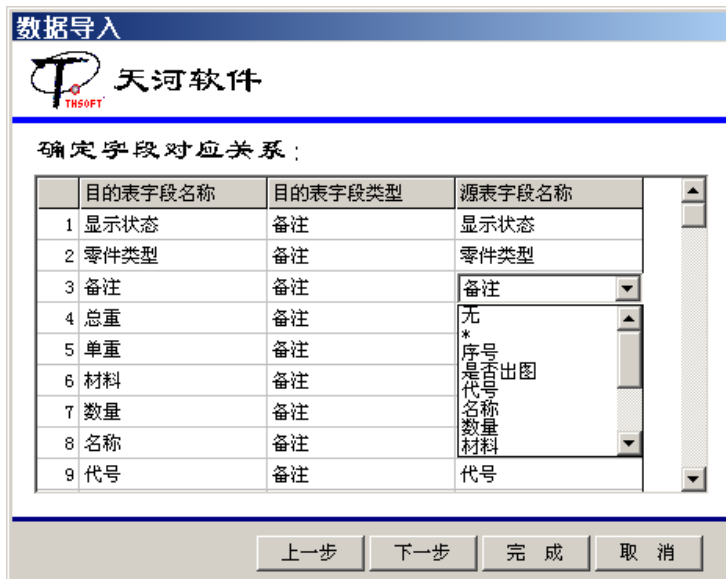 数据导入
THSOFT
天河软件
确定字段对应关系：
目的表字段名称 目的表字段类型 源表字段名称
1 显示状态 备注 显示状态
2 零件类型 备注 零件类型
3 备注 备注 备注
4 总重 备注 无
*
5 单重 备注 序号
是否出图
6 材料 备注 代号
7 数量 备注 名称
数量
8 名称 备注 材料
9 代号 备注 代号
上一步 下一步 完 成 取 消